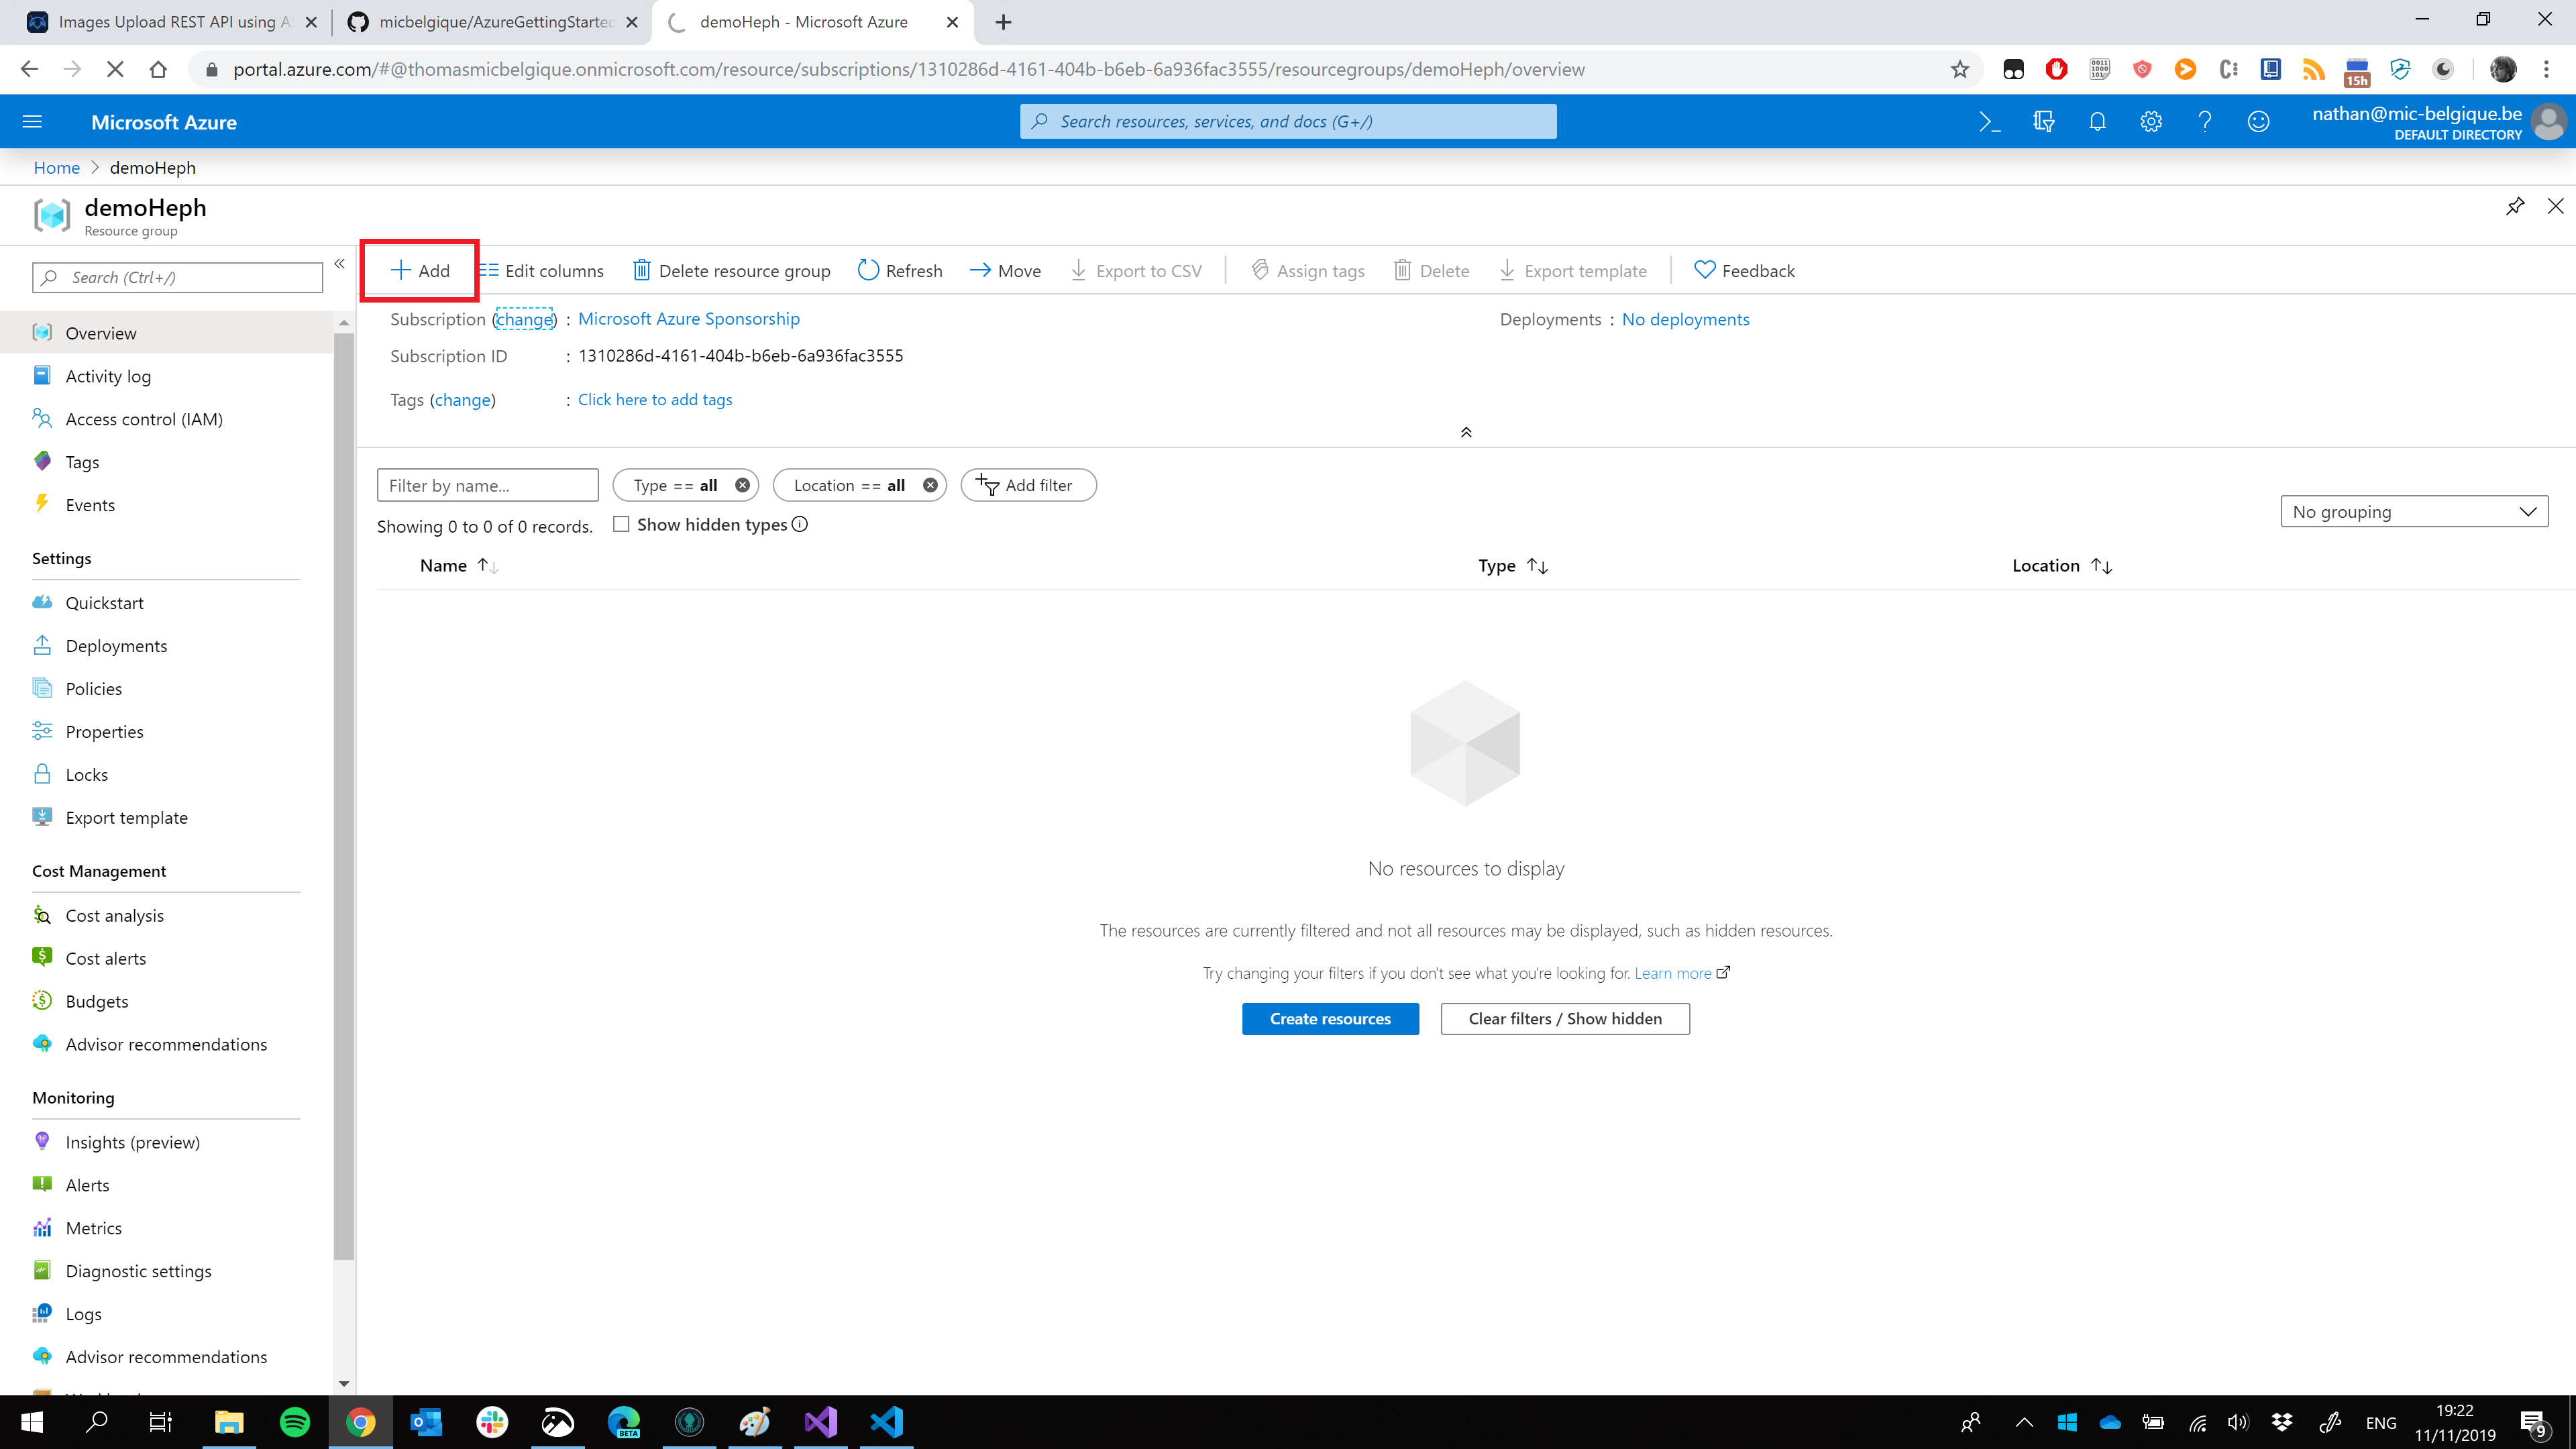 Images Upload REST API using A
micbelgique/AzureGettingStarte
demoHeph - Microsoft Azure
portal.azure.com/#@thomasmicbelgique.onmicrosoft.com/resource/subscriptions/1310286d-4161-404b-b6eb-6a936fac3555/resourcegroups/demoHeph/overview
15h
Microsoft Azure
Search resources, services, and docs (G+/)
nathan@mic-belgique.be
DEFAULT DIRECTORY
Home > demoHeph
demoHeph
Resource group
Search (Ctrl+/)
Add Edit columns Delete resource group Refresh Move Export to CSV Assign tags Delete Export template Feedback
Subscription (change) : Microsoft Azure Sponsorship
Deployments : No deployments
Subscription ID : 1310286d-4161-404b-b6eb-6a936fac3555
Tags (change) : Click here to add tags
Overview
Activity log
Access control (IAM)
Tags
Events
Settings
Quickstart
Deployments
Policies
Properties
Locks
Export template
Cost Management
Cost analysis
Cost alerts
Budgets
Advisor recommendations
Monitoring
Insights (preview)
Alerts
Metrics
Diagnostic settings
Logs
Advisor recommendations
Filter by name...
Type == all
Location == all
Add filter
Showing 0 to 0 of 0 records.
Show hidden types
No grouping
Name Type Location
No resources to display
The resources are currently filtered and not all resources may be displayed, such as hidden resources.
Try changing your filters if you don't see what you're looking for. Learn more
Create resources
Clear filters / Show hidden
BETA
ENG
19:22
11/11/2019
9